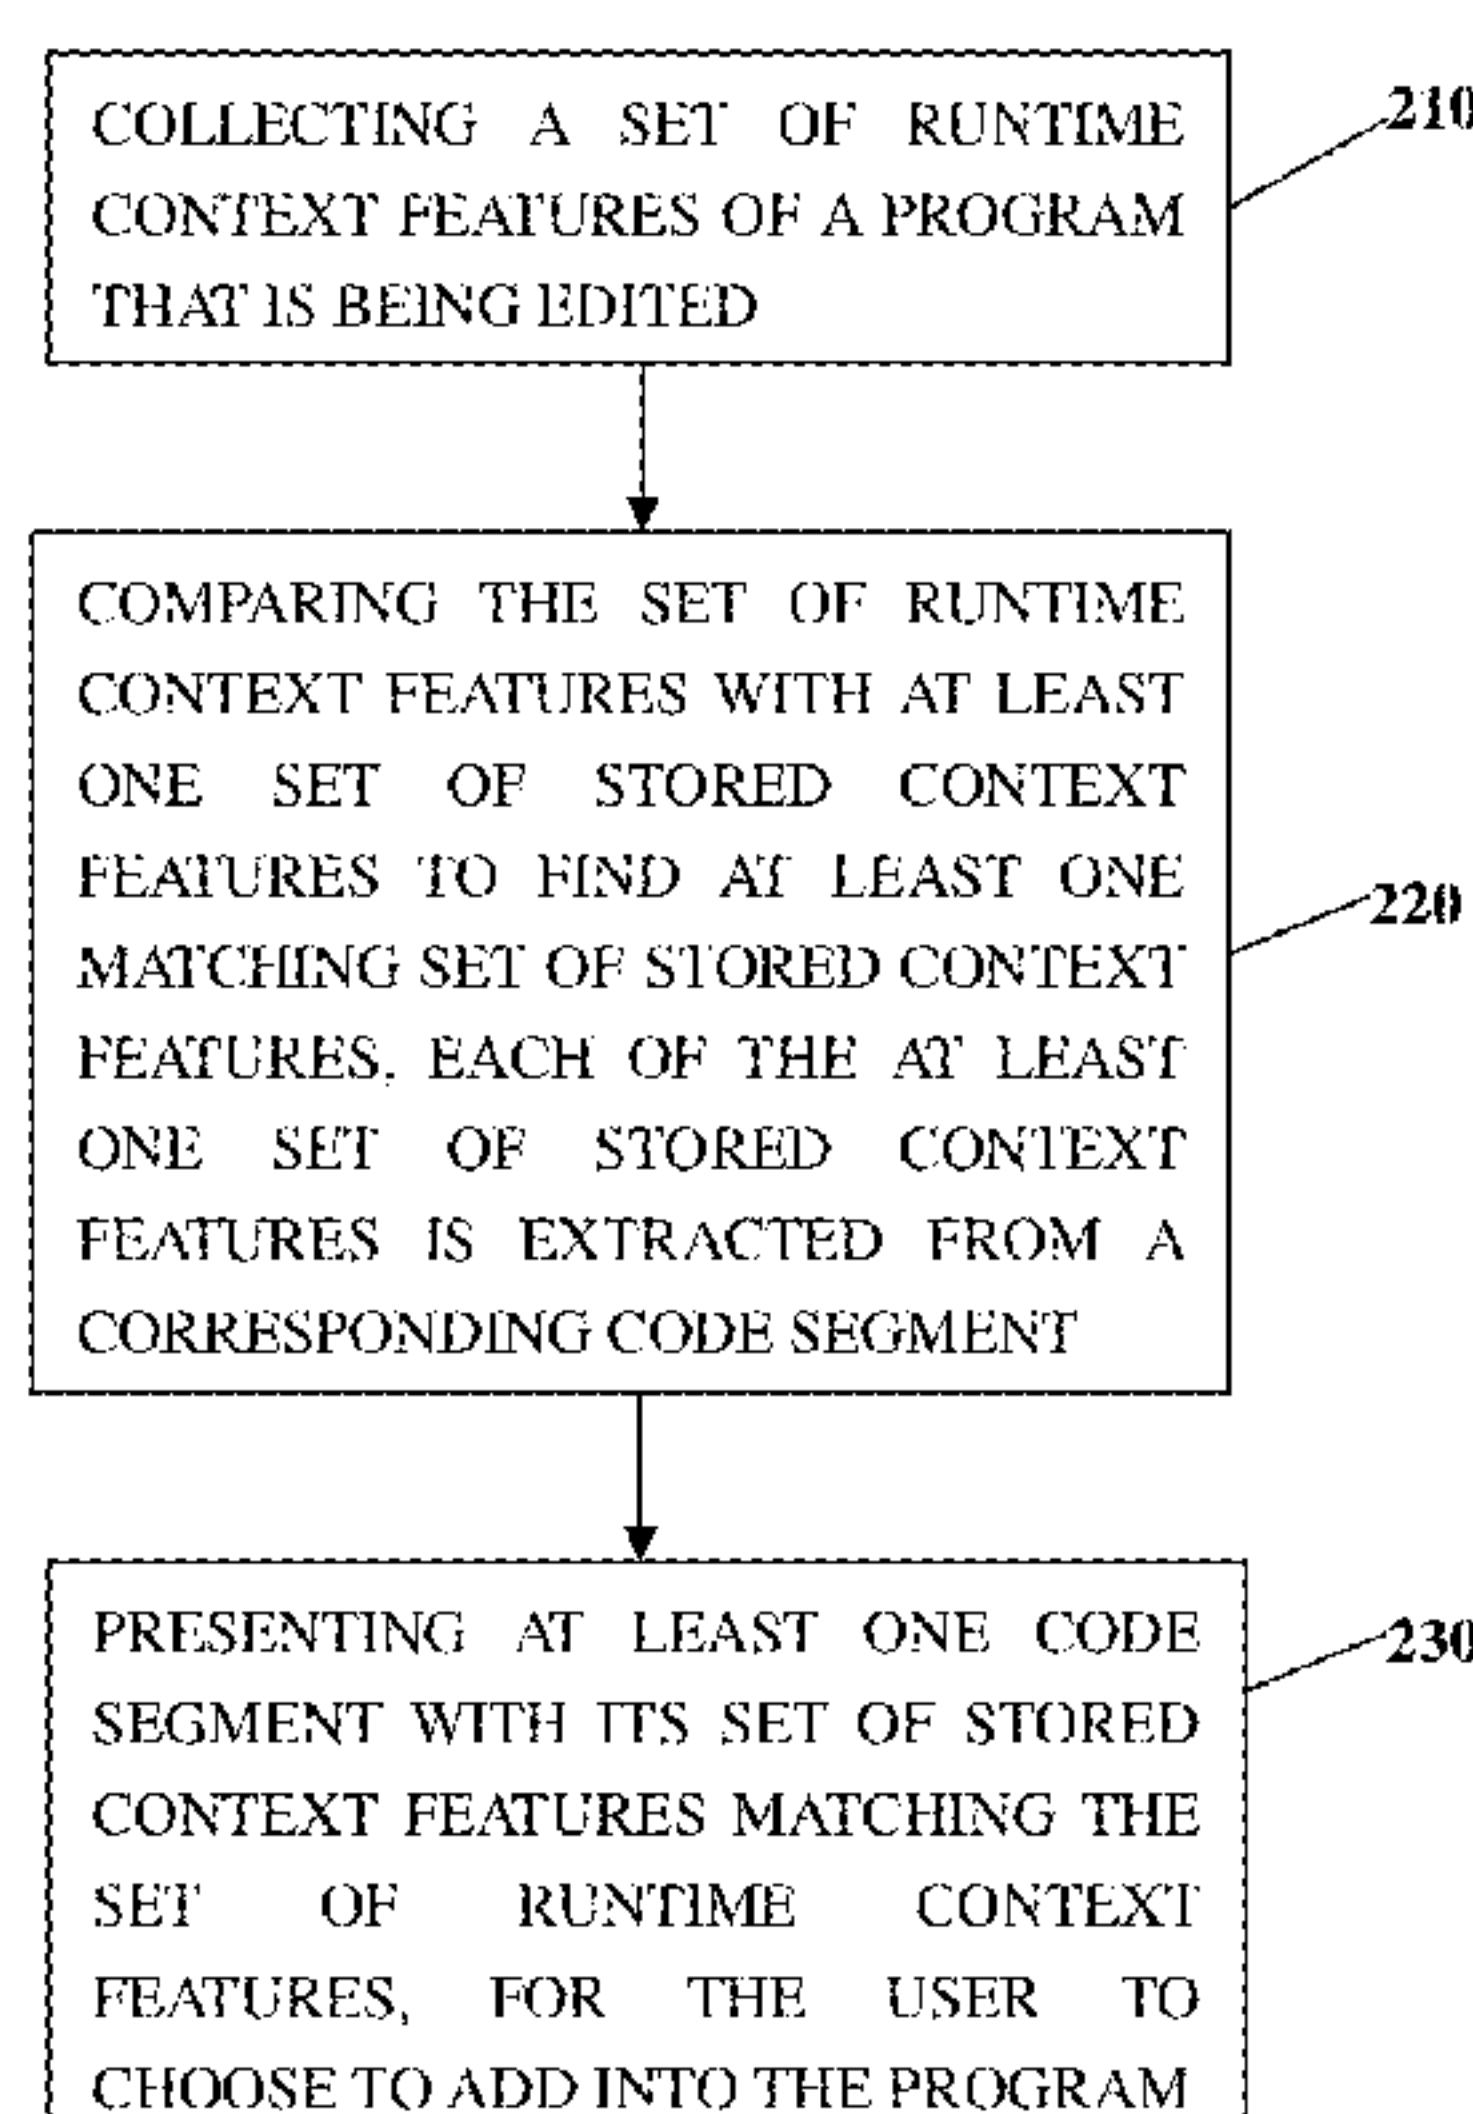 COLLECTING A SET OF RUNTIME
CONTEXT FEATURES OF A PROGRAM
THAT IS BEING EDITED
210
COMPARING THE SET OF RUNTIME
CONTEXT FEATURES WITH AT LEAST
ONE SET OF STORED CONTEXT
FEATURES TO FIND AT LEAST ONE
MATCHING SET OF STORED CONTEXT
FEATURES, EACH OF THE AT LEAST
ONE SET OF STORED CONTEXT
FEATURES IS EXTRACTED FROM A
CORRESPONDING CODE SEGMENT
220
PRESENTING AT LEAST ONE CODE
SEGMENT WITH ITS SET OF STORED
CONTEXT FEATURES MATCHING THE
SET OF RUNTIME CONTEXT
FEATURES, FOR THE USER TO
CHOOSE TO ADD INTO THE PROGRAM
230